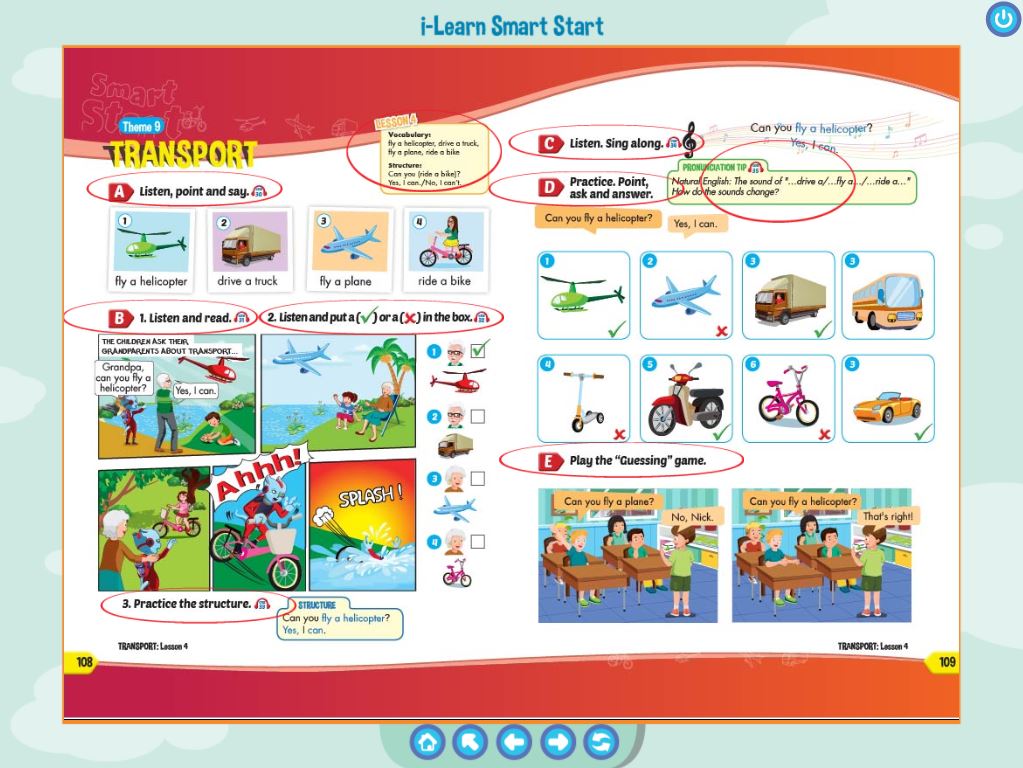 i-Learn Smart Start
Smart
Start
Theme 9
TRANSPORT
LESSON 4
Vocabulary:
fly a helicopter, drive a truck,
fly a plane, ride a bike
Structure:
Can you (ride a bike)?
Yes, I can./No, I can't.
A Listen, point and say. 30
1
2
3
4
fly a helicopter
drive a truck
fly a plane
ride a bike
B 1. Listen and read. 31
2. Listen and put a (✓) or a (✗) in the box. 32
THE CHILDREN ASK THEIR
GRANDPARENTS ABOUT TRANSPORT...
Grandpa,
can you fly a
helicopter?
Yes, I can.
Ahhh!
SPLASH!
1
2
3
4
3. Practice the structure. 33
STRUCTURE
Can you fly a helicopter?
Yes, I can.
TRANSPORT: Lesson 4
108
C Listen. Sing along. 34
Can you fly a helicopter?
Yes, I can.
D Practice. Point,
ask and answer.
PRONUNCIATION TIP 35
Natural English: The sound of "...drive a/...fly a.../...ride a..."
How do the sounds change?
Can you fly a helicopter?
Yes, I can.
1
2
3
3
4
5
6
3
E Play the "Guessing" game.
Can you fly a plane?
No, Nick.
Can you fly a helicopter?
That's right!
TRANSPORT: Lesson 4
109